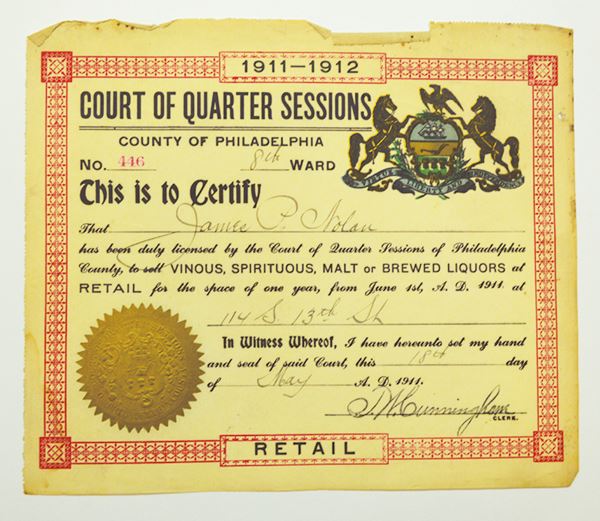 1911—1912
COURT OF QUARTER SESSIONS
COUNTY OF PHILADELPHIA
No. 446 8th WARD
This is to Certify
That James P. Nolan
has been duly licensed by the Court of Quarter Sessions of Philadelphia
County, to sell VINOUS, SPIRITUOUS, MALT or BREWED LIQUORS at
RETAIL for the space of one year, from June 1st, A. D. 1911. at
114 S. 13th St
In Witness Whereof, I have hereunto set my hand
and seal of said Court, this 18th day
of May A. D. 1911.
Cunningham
CLERK.
RETAIL
VIRTUE LIBERTY AND INDEPENDENCE